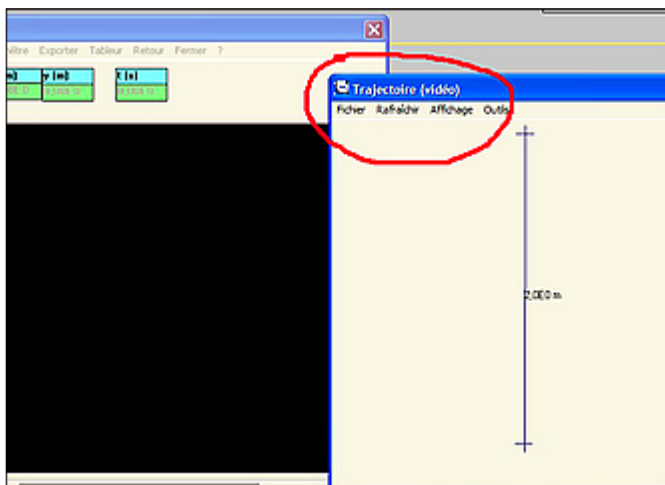 Exporter Tableur Retour Fermer ?
y (m) t (s)
Trajectoire (vidéo)
Fichier Rafraîchir Affichage Outils
2,000 m